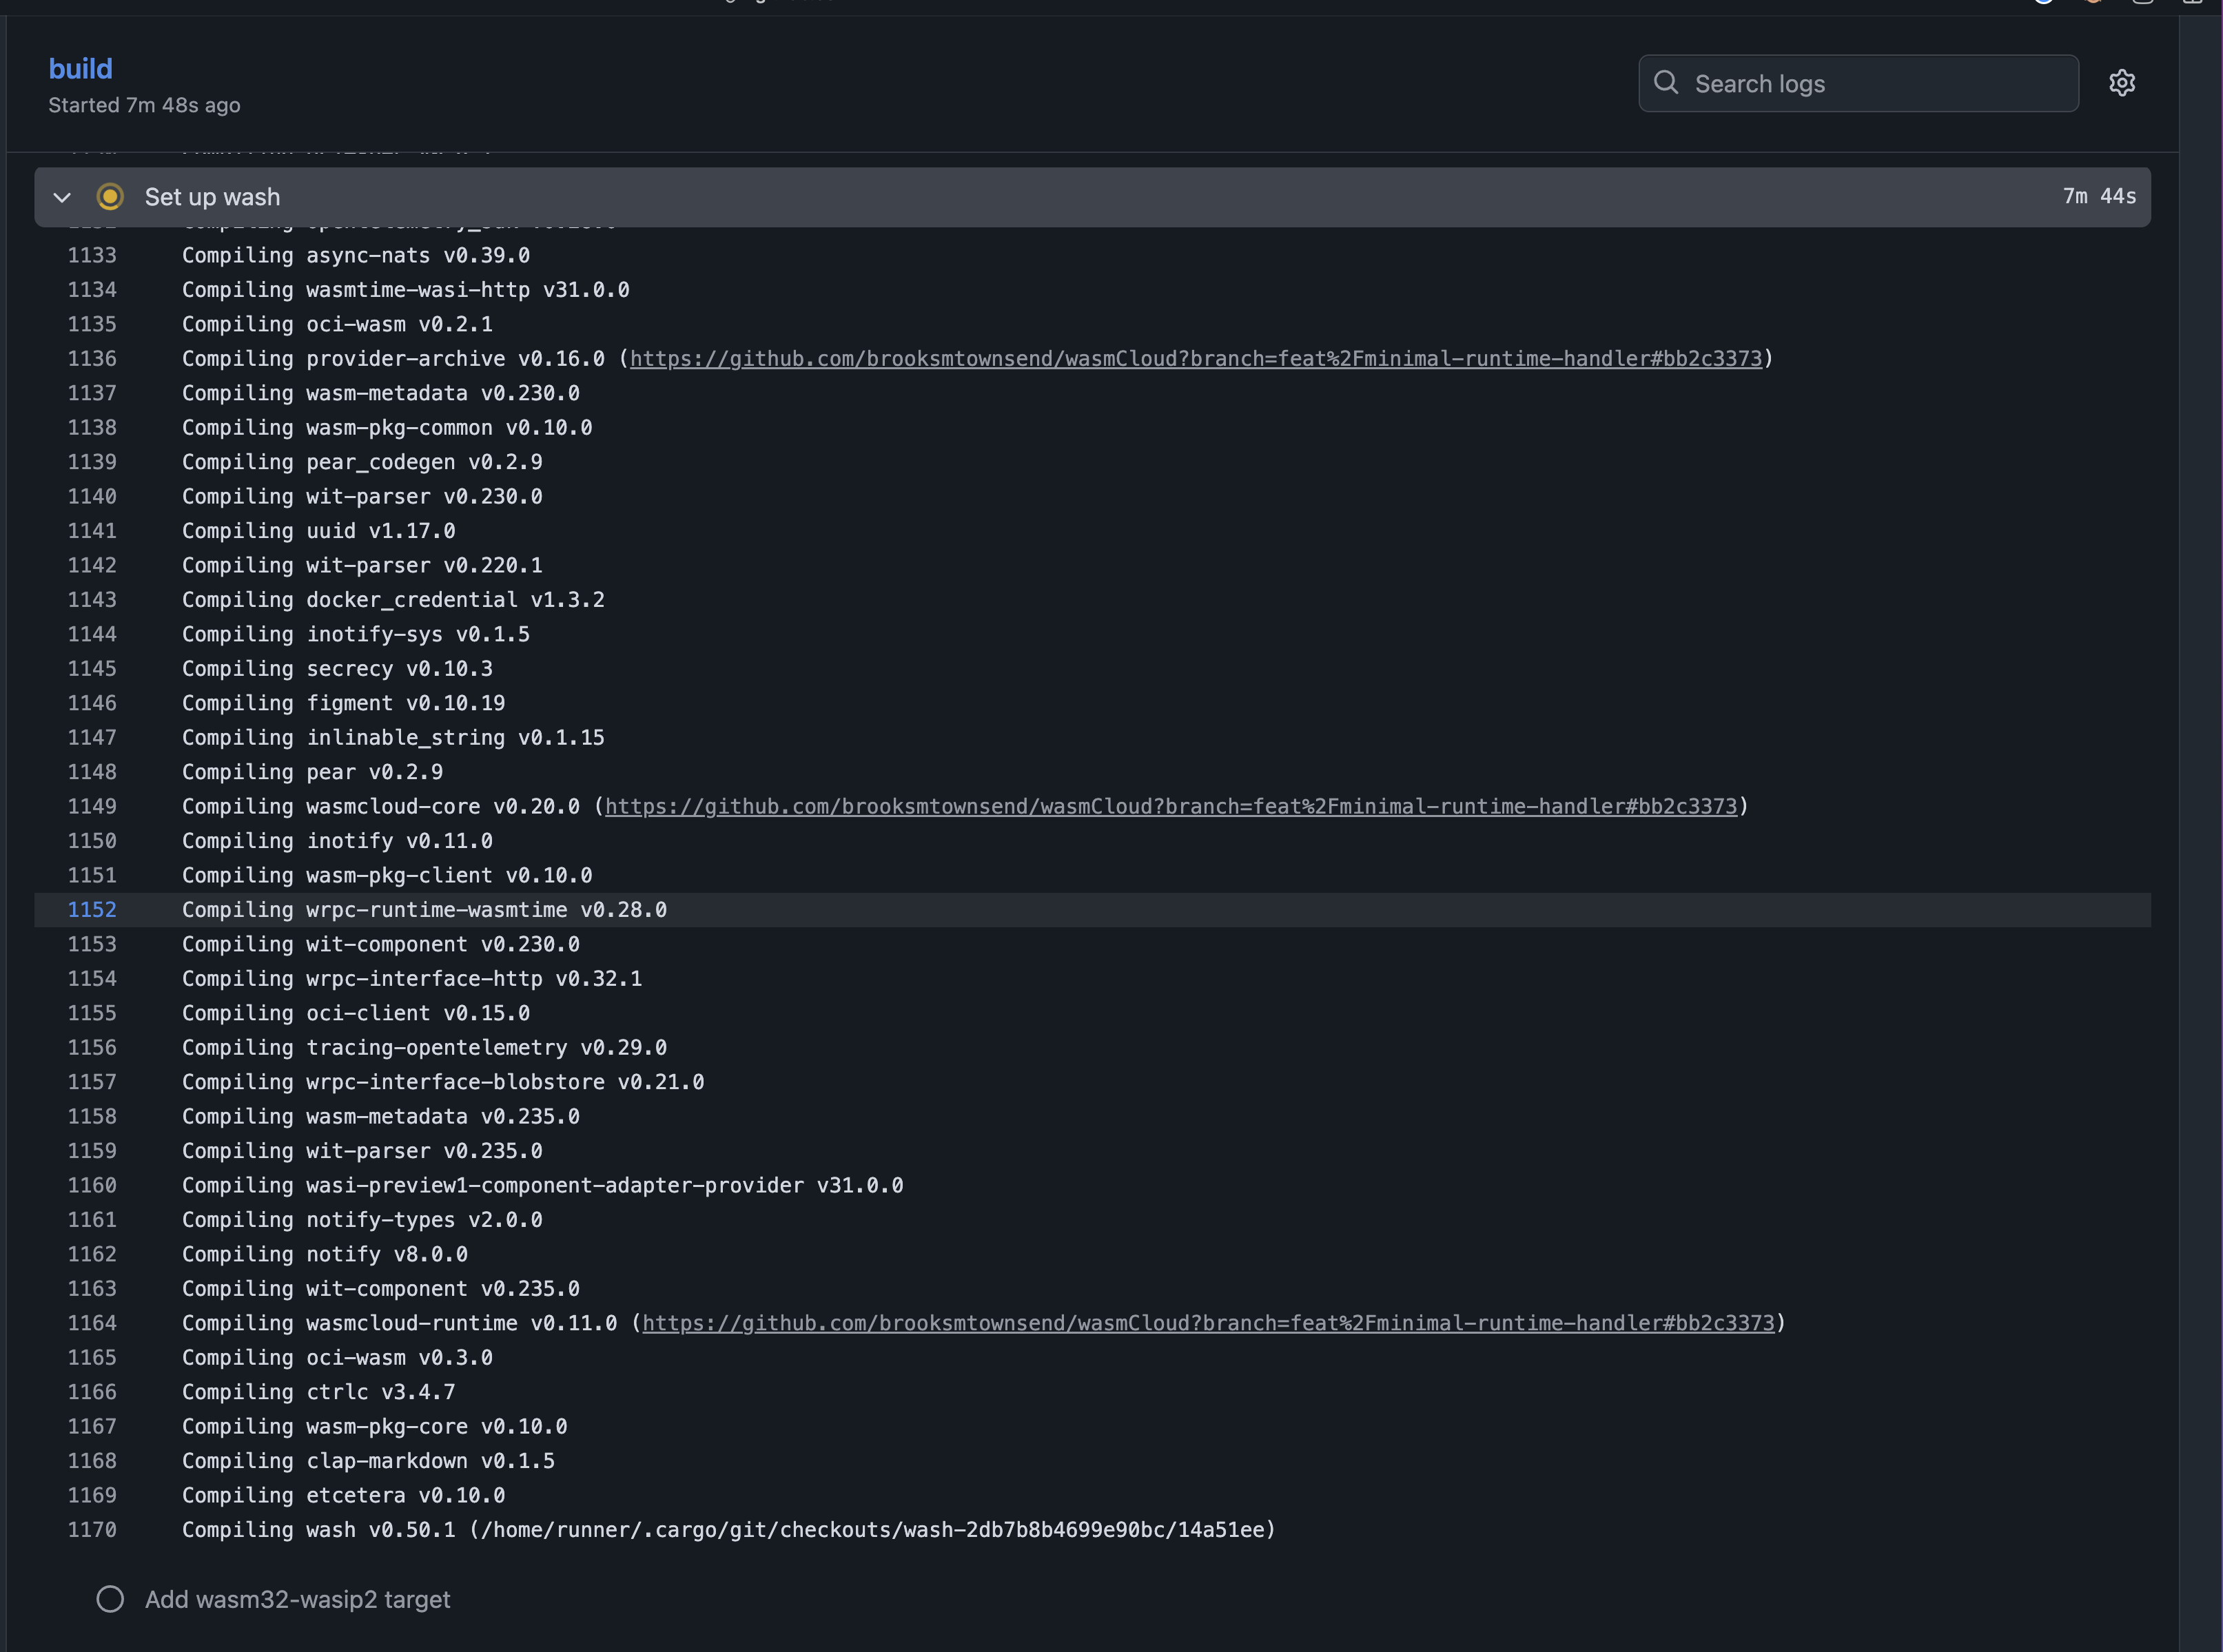 build
Started 7m 48s ago
Search logs
Set up wash
7m 44s
1133 Compiling async-nats v0.39.0
1134 Compiling wasmtime-wasi-http v31.0.0
1135 Compiling oci-wasm v0.2.1
1136 Compiling provider-archive v0.16.0 (https://github.com/brooksmtownsend/wasmCloud?branch=feat%2Fminimal-runtime-handler#bb2c3373)
1137 Compiling wasm-metadata v0.230.0
1138 Compiling wasm-pkg-common v0.10.0
1139 Compiling pear_codegen v0.2.9
1140 Compiling wit-parser v0.230.0
1141 Compiling uuid v1.17.0
1142 Compiling wit-parser v0.220.1
1143 Compiling docker_credential v1.3.2
1144 Compiling inotify-sys v0.1.5
1145 Compiling secrecy v0.10.3
1146 Compiling figment v0.10.19
1147 Compiling inlinable_string v0.1.15
1148 Compiling pear v0.2.9
1149 Compiling wasmcloud-core v0.20.0 (https://github.com/brooksmtownsend/wasmCloud?branch=feat%2Fminimal-runtime-handler#bb2c3373)
1150 Compiling inotify v0.11.0
1151 Compiling wasm-pkg-client v0.10.0
1152 Compiling wrpc-runtime-wasmtime v0.28.0
1153 Compiling wit-component v0.230.0
1154 Compiling wrpc-interface-http v0.32.1
1155 Compiling oci-client v0.15.0
1156 Compiling tracing-opentelemetry v0.29.0
1157 Compiling wrpc-interface-blobstore v0.21.0
1158 Compiling wasm-metadata v0.235.0
1159 Compiling wit-parser v0.235.0
1160 Compiling wasi-preview1-component-adapter-provider v31.0.0
1161 Compiling notify-types v2.0.0
1162 Compiling notify v8.0.0
1163 Compiling wit-component v0.235.0
1164 Compiling wasmcloud-runtime v0.11.0 (https://github.com/brooksmtownsend/wasmCloud?branch=feat%2Fminimal-runtime-handler#bb2c3373)
1165 Compiling oci-wasm v0.3.0
1166 Compiling ctrlc v3.4.7
1167 Compiling wasm-pkg-core v0.10.0
1168 Compiling clap-markdown v0.1.5
1169 Compiling etcetera v0.10.0
1170 Compiling wash v0.50.1 (/home/runner/.cargo/git/checkouts/wash-2db7b8b4699e90bc/14a51ee)
Add wasm32-wasip2 target